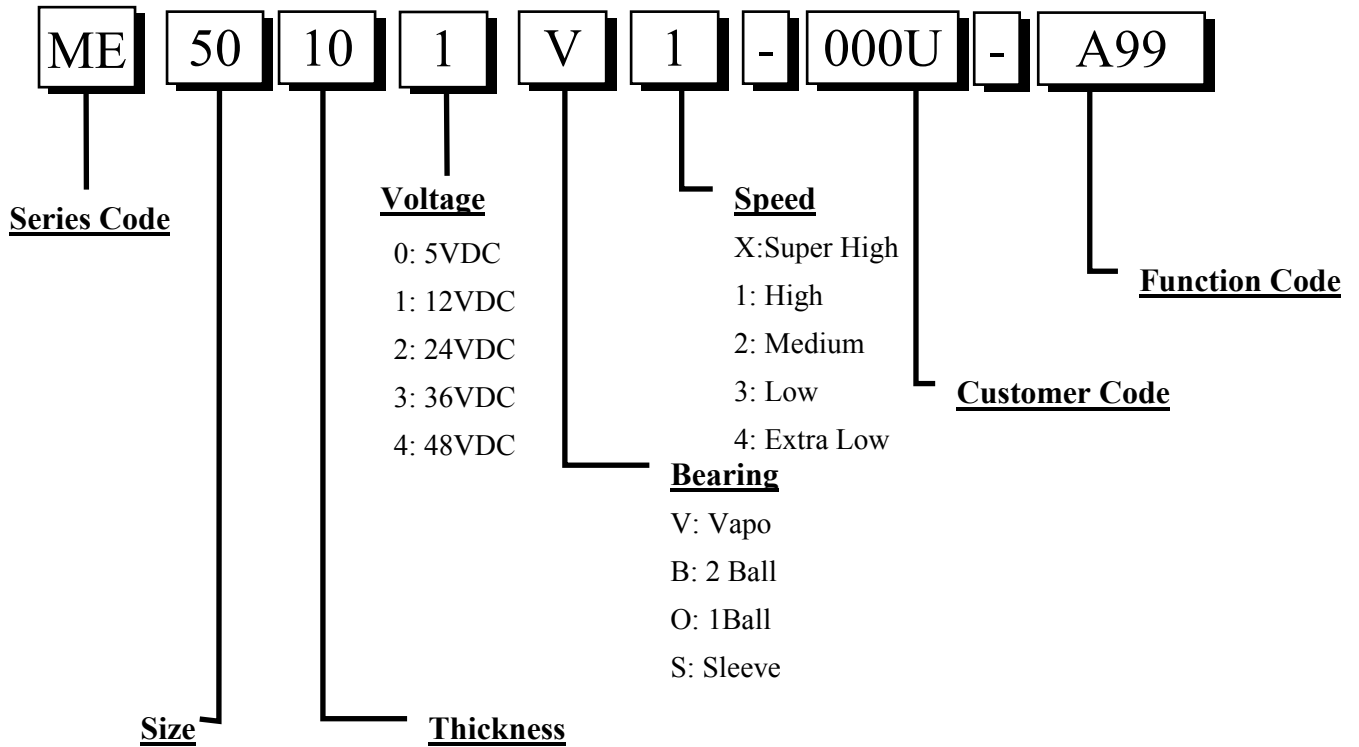 ME 50 10 1 V 1 - 000U - A99
Series Code
Voltage
0: 5VDC
1: 12VDC
2: 24VDC
3: 36VDC
4: 48VDC
Speed
X:Super High
1: High
2: Medium
3: Low
4: Extra Low
Function Code
Customer Code
Bearing
V: Vapo
B: 2 Ball
O: 1Ball
S: Sleeve
Size
Thickness